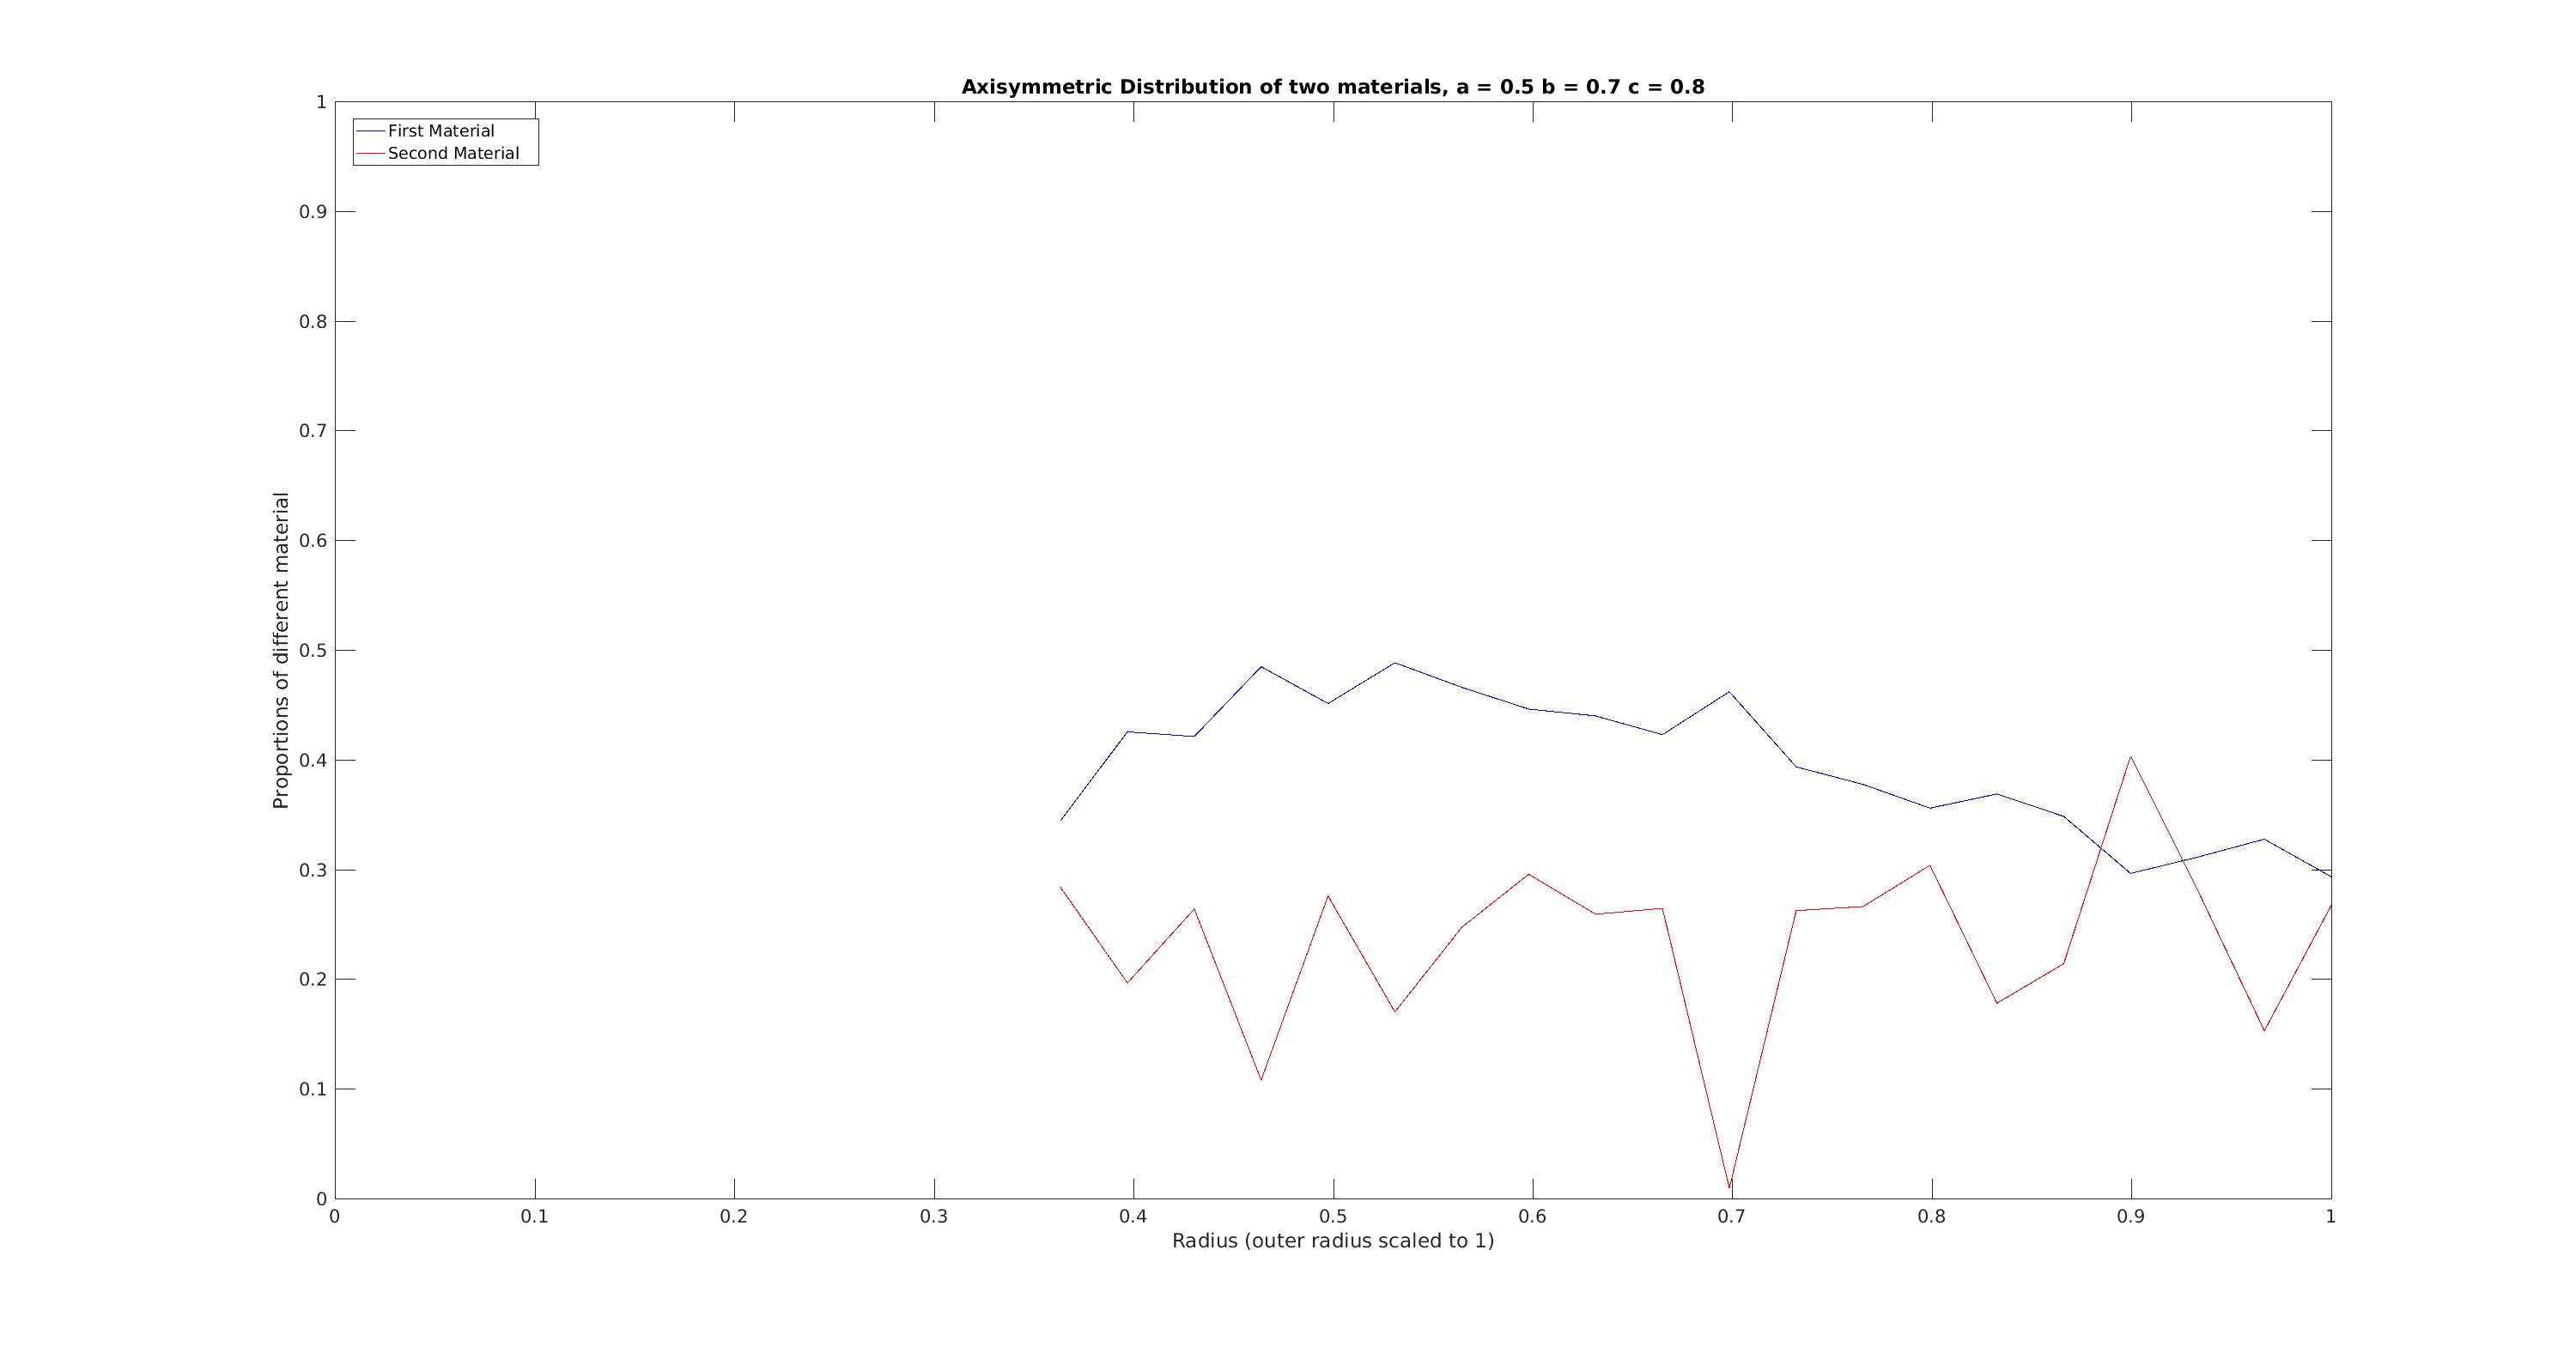 Axisymmetric Distribution of two materials, a = 0.5 b = 0.7 c = 0.8
First Material
Second Material
Proportions of different material
1
0.9
0.8
0.7
0.6
0.5
0.4
0.3
0.2
0.1
0
0 0.1 0.2 0.3 0.4 0.5 0.6 0.7 0.8 0.9 1
Radius (outer radius scaled to 1)